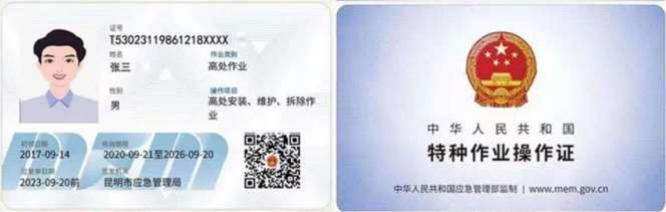 证号
T53023119861218XXXX
姓名
作业类别
张三
高处作业
性别
操作项目
男
高处安装、维护、拆除作
业
初领日期
有效期限
2017-09-14
2020-09-21至2026-09-20
应复审日期
签发机关
2023-09-20前
昆明市应急管理局
中华人民共和国
特种作业操作证
中华人民共和国应急管理部监制 | www.mem.gov.cn